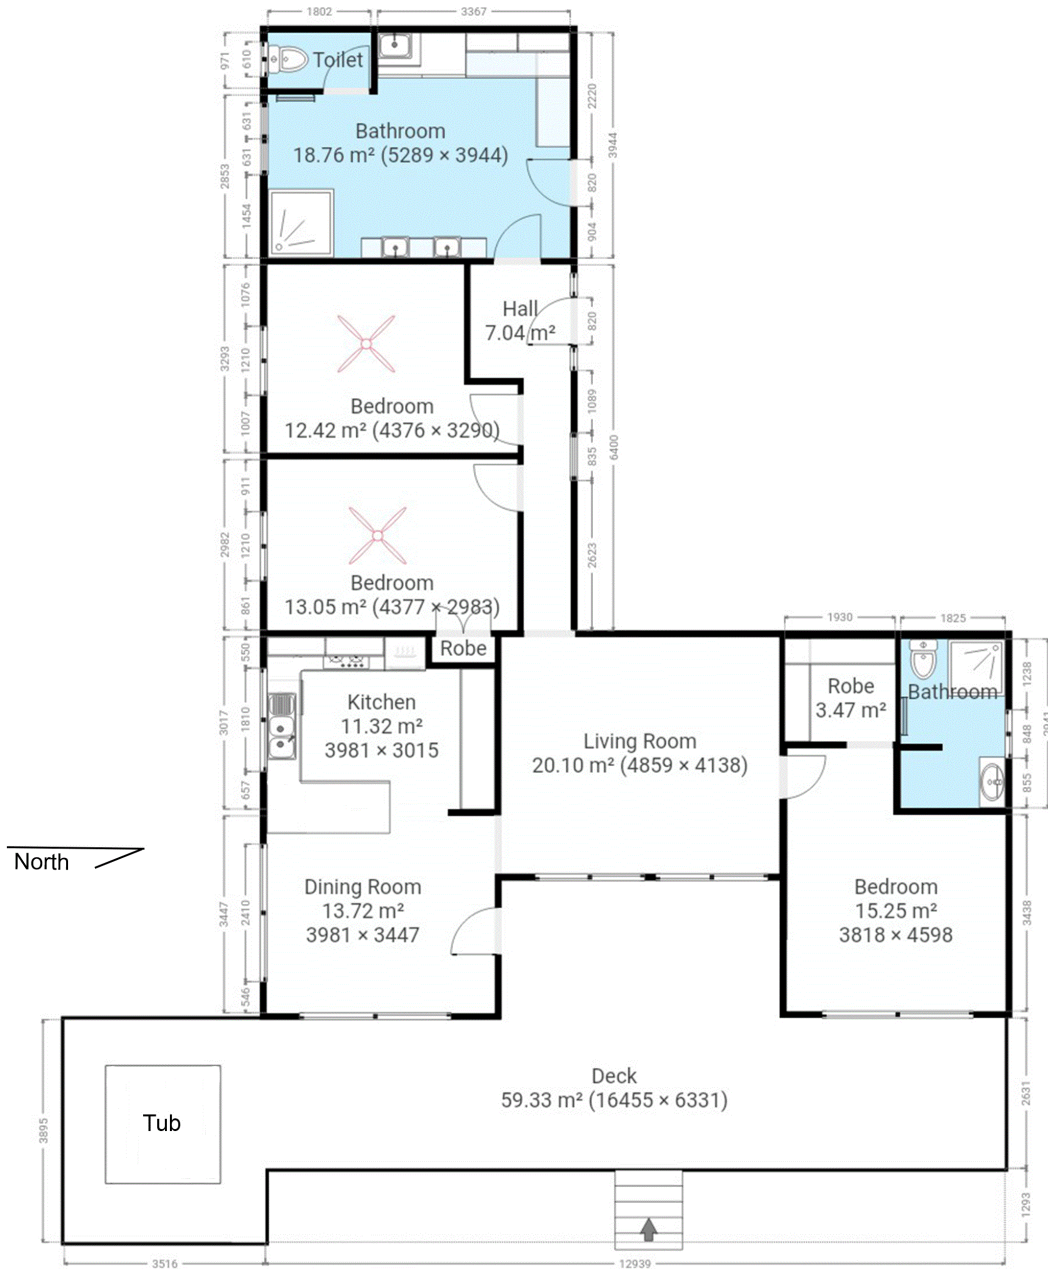 1802
3367
971
610
Toilet
2220
3944
Bathroom
18.76 m² (5289 × 3944)
631
631
2853
820
1454
904
1076
Hall
7.04 m²
820
3293
1210
1089
Bedroom
12.42 m² (4376 × 3290)
1007
6400
835
911
2982
1210
2623
Bedroom
13.05 m² (4377 × 2983)
861
1930
1825
Robe
550
Kitchen
11.32 m²
3981 × 3015
3017
1810
657
Living Room
20.10 m² (4859 × 4138)
Robe
3.47 m²
Bathroom
1238
848
855
North
Dining Room
13.72 m²
3981 × 3447
3447
2410
546
Bedroom
15.25 m²
3818 × 4598
3438
Deck
59.33 m² (16455 × 6331)
Tub
3895
2631
1293
3516
12939